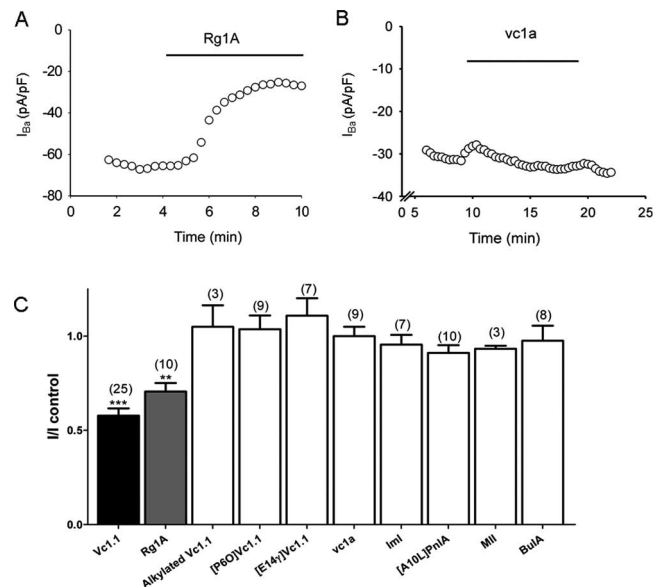 A
Rg1A
0
-20
-40
-60
-80
I_Ba (pA/pF)
0 2 4 6 8 10
Time (min)
B
vc1a
0
-10
-20
-30
-40
I_Ba (pA/pF)
0 5 10 15 20 25
Time (min)
C
(25) (10) (3) (9) (7) (9) (7) (10) (3) (8)
*** **
1.0
0.5
0.0
I/I control
Vc1.1
Rg1A
Alkylated Vc1.1
[P6O]Vc1.1
[E14γ]Vc1.1
vc1a
ImI
[A10L]PnIA
MII
BuIA